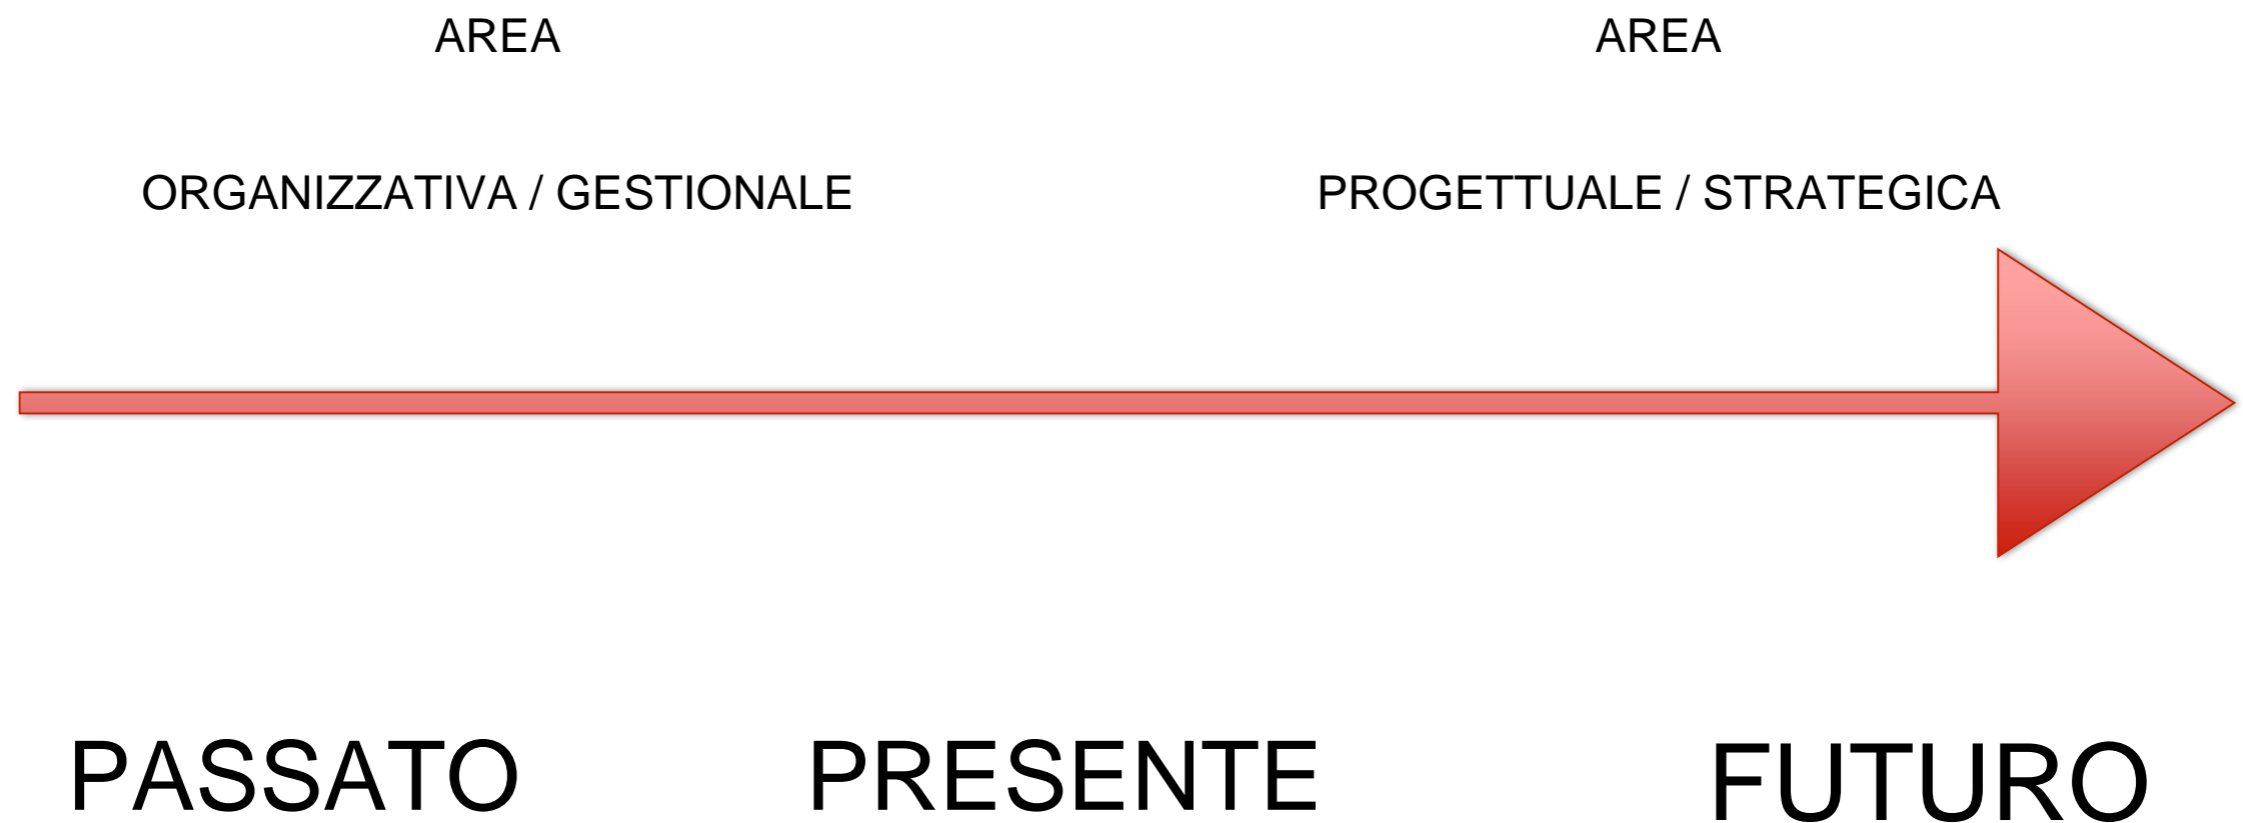 AREA
ORGANIZZATIVA / GESTIONALE
AREA
PROGETTUALE / STRATEGICA
PASSATO
PRESENTE
FUTURO